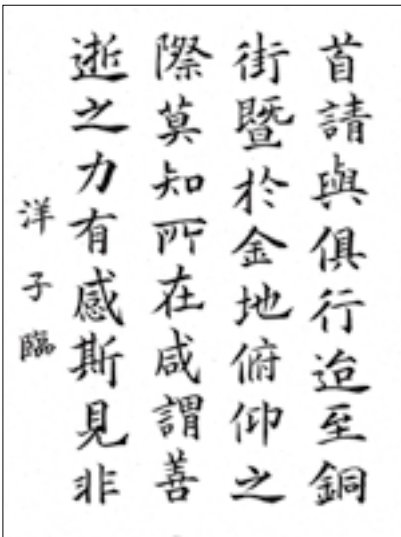 首請與俱行迨至銅
街暨於金地俯仰之
際莫知所在咸謂善
逝之力有感斯見非
洋子臨